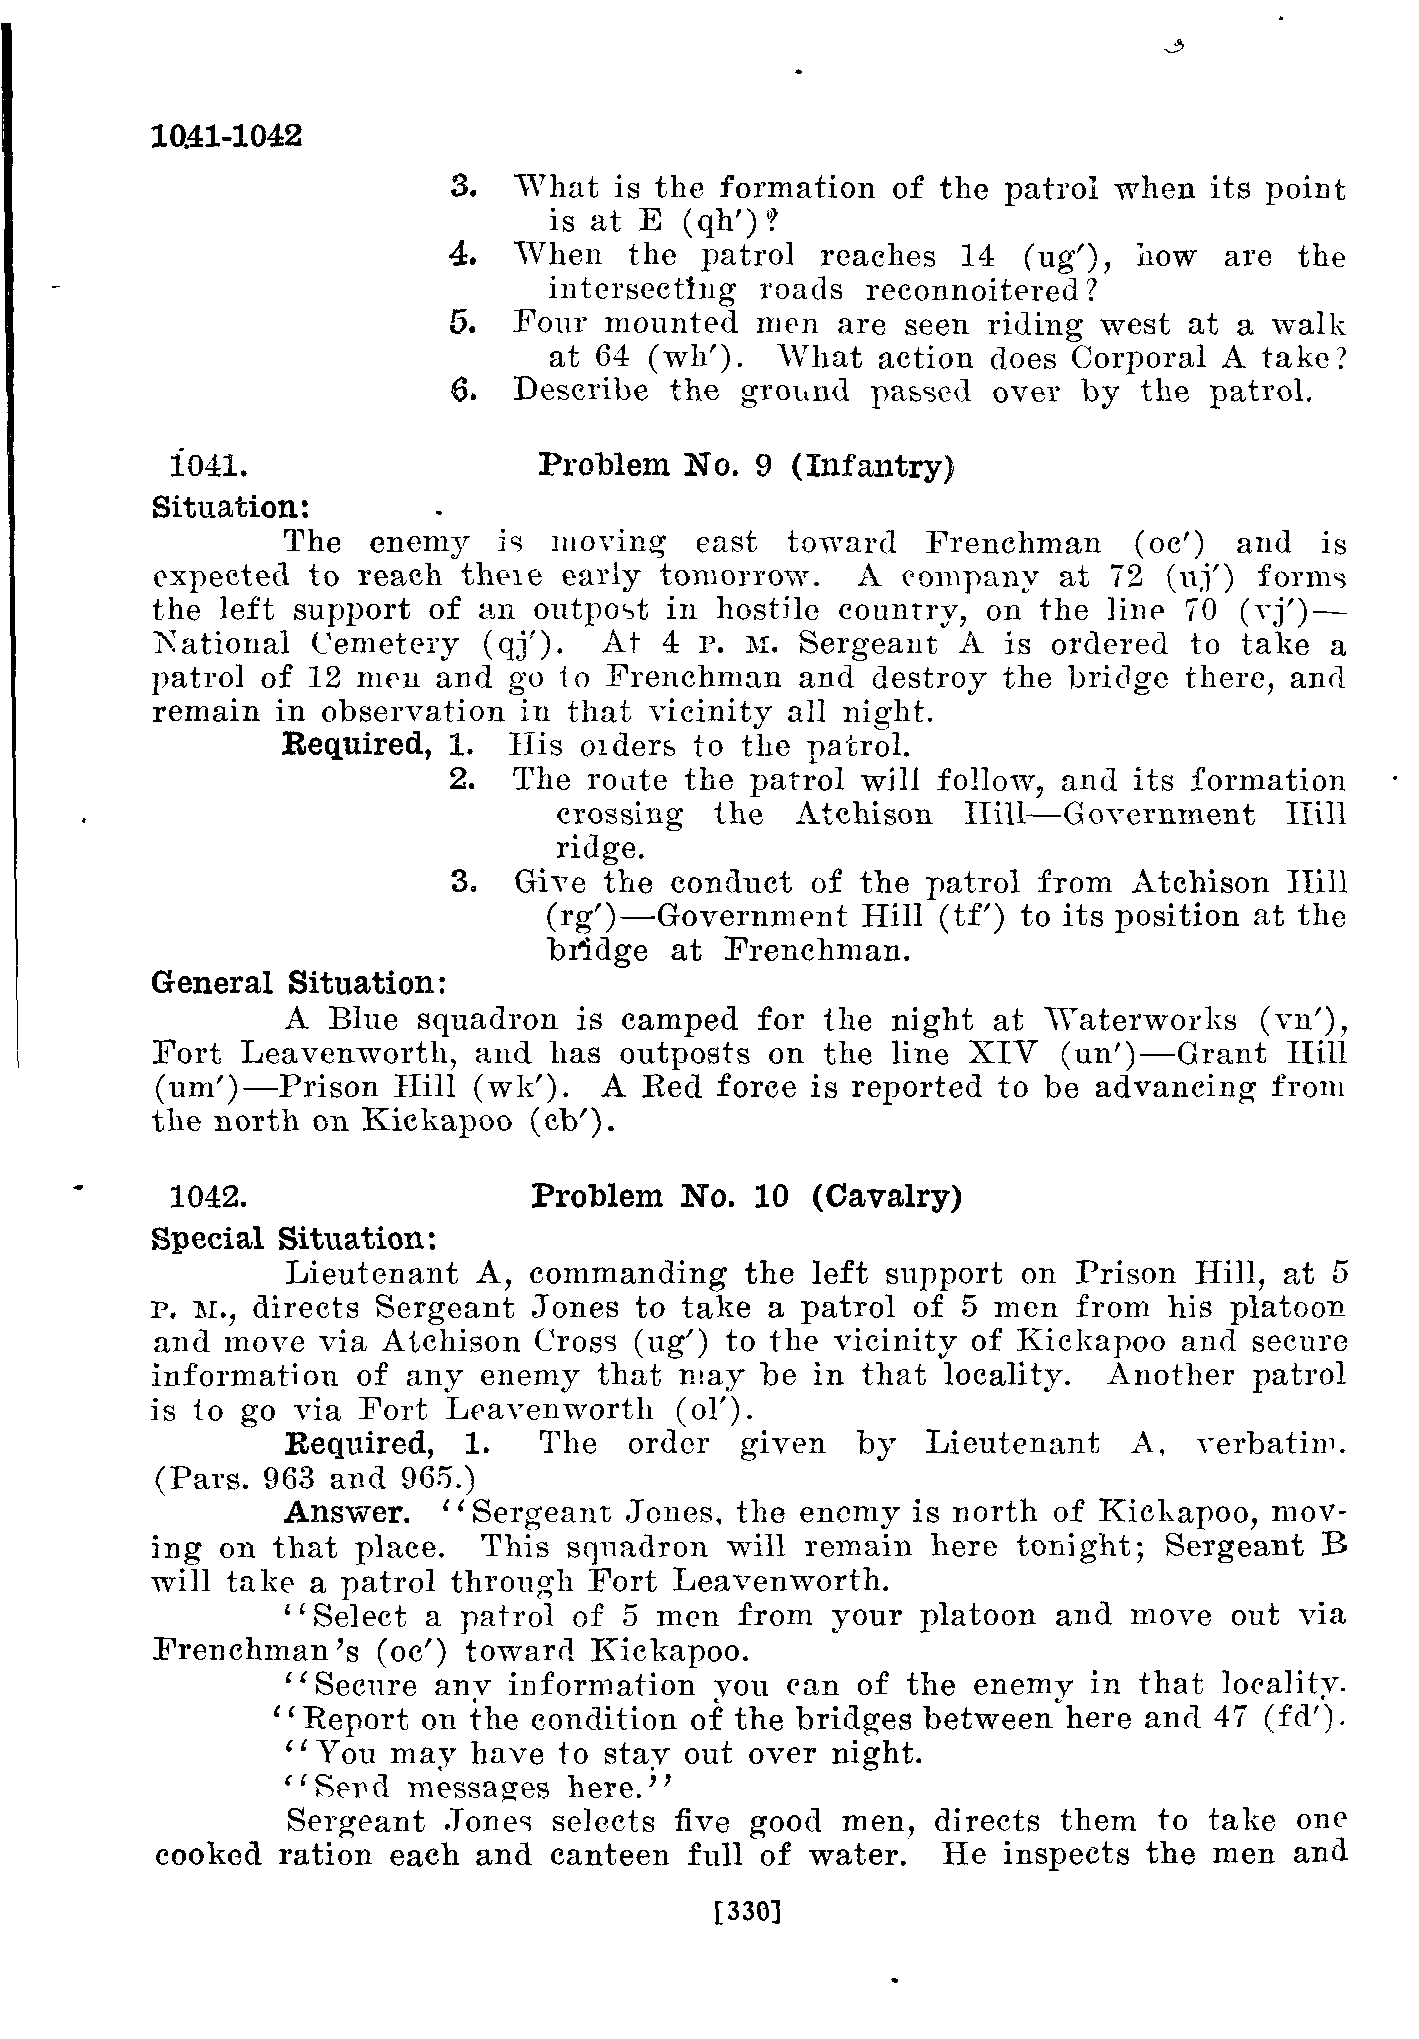 1041-1042
3. What is the formation of the patrol when its point
is at E (qh')?
4. When the patrol reaches 14 (ug'), how are the
intersecting roads reconnoitered?
5. Four mounted men are seen riding west at a walk
at 64 (wh'). What action does Corporal A take?
6. Describe the ground passed over by the patrol.
1041. Problem No. 9 (Infantry)
Situation:
The enemy is moving east toward Frenchman (oc') and is
expected to reach there early tomorrow. A company at 72 (uj') forms
the left support of an outpost in hostile country, on the line 70 (vj')—
National Cemetery (qj'). At 4 P. M. Sergeant A is ordered to take a
patrol of 12 men and go to Frenchman and destroy the bridge there, and
remain in observation in that vicinity all night.
Required, 1. His orders to the patrol.
2. The route the patrol will follow, and its formation
crossing the Atchison Hill—Government Hill
ridge.
3. Give the conduct of the patrol from Atchison Hill
(rg')—Government Hill (tf') to its position at the
bridge at Frenchman.
General Situation:
A Blue squadron is camped for the night at Waterworks (vn'),
Fort Leavenworth, and has outposts on the line XIV (un')—Grant Hill
(um')—Prison Hill (wk'). A Red force is reported to be advancing from
the north on Kickapoo (cb').
1042. Problem No. 10 (Cavalry)
Special Situation:
Lieutenant A, commanding the left support on Prison Hill, at 5
P. M., directs Sergeant Jones to take a patrol of 5 men from his platoon
and move via Atchison Cross (ug') to the vicinity of Kickapoo and secure
information of any enemy that may be in that locality. Another patrol
is to go via Fort Leavenworth (ol').
Required, 1. The order given by Lieutenant A, verbatim.
(Pars. 963 and 965.)
Answer. "Sergeant Jones, the enemy is north of Kickapoo, mov-
ing on that place. This squadron will remain here tonight; Sergeant B
will take a patrol through Fort Leavenworth.
"Select a patrol of 5 men from your platoon and move out via
Frenchman's (oc') toward Kickapoo.
"Secure any information you can of the enemy in that locality.
"Report on the condition of the bridges between here and 47 (fd').
"You may have to stay out over night.
"Send messages here."
Sergeant Jones selects five good men, directs them to take one
cooked ration each and canteen full of water. He inspects the men and
[330]